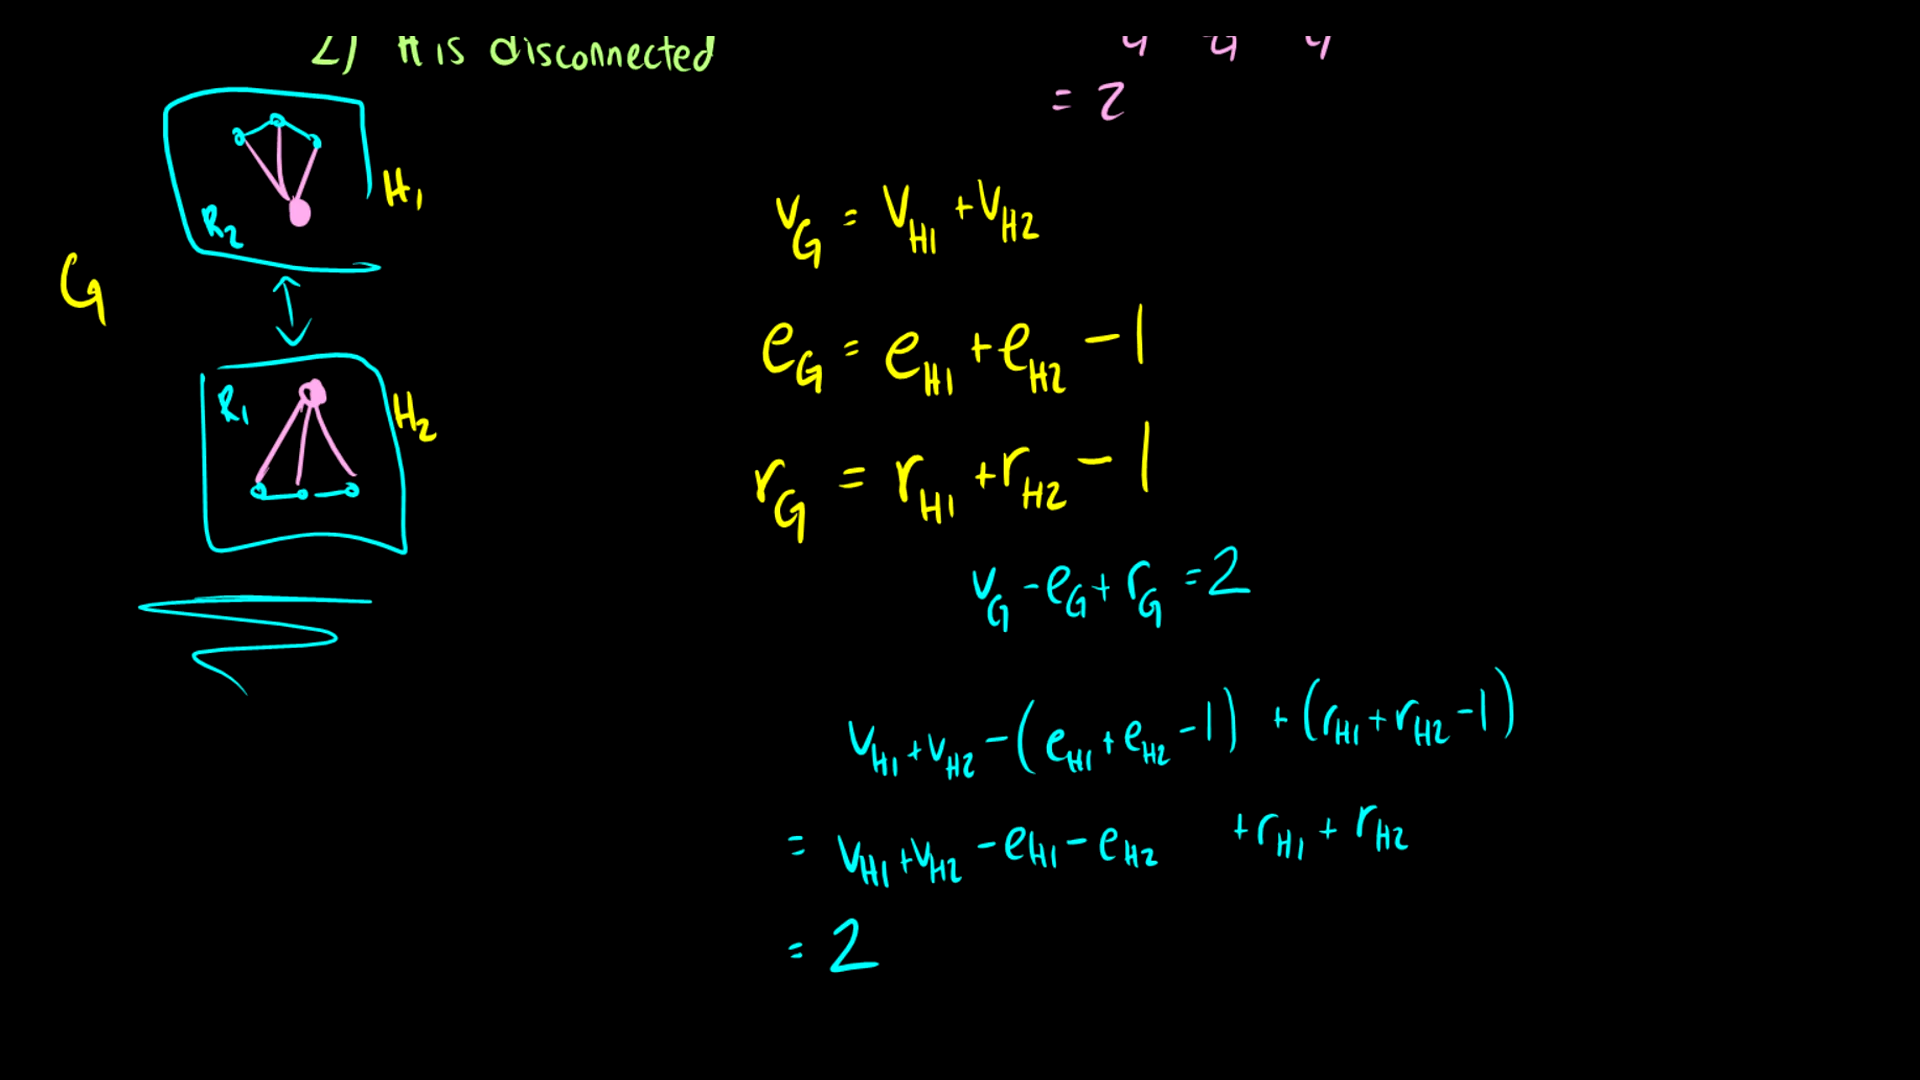 2) H is disconnected
= 2
H1
R2
G
R1
H2
vG = vH1 + vH2
eG = eH1 + eH2 - 1
rG = rH1 + rH2 - 1
vG - eG + rG = 2
vH1 + vH2 - (eH1 + eH2 - 1) + (rH1 + rH2 - 1)
= vH1 + vH2 - eH1 - eH2 + rH1 + rH2
= 2